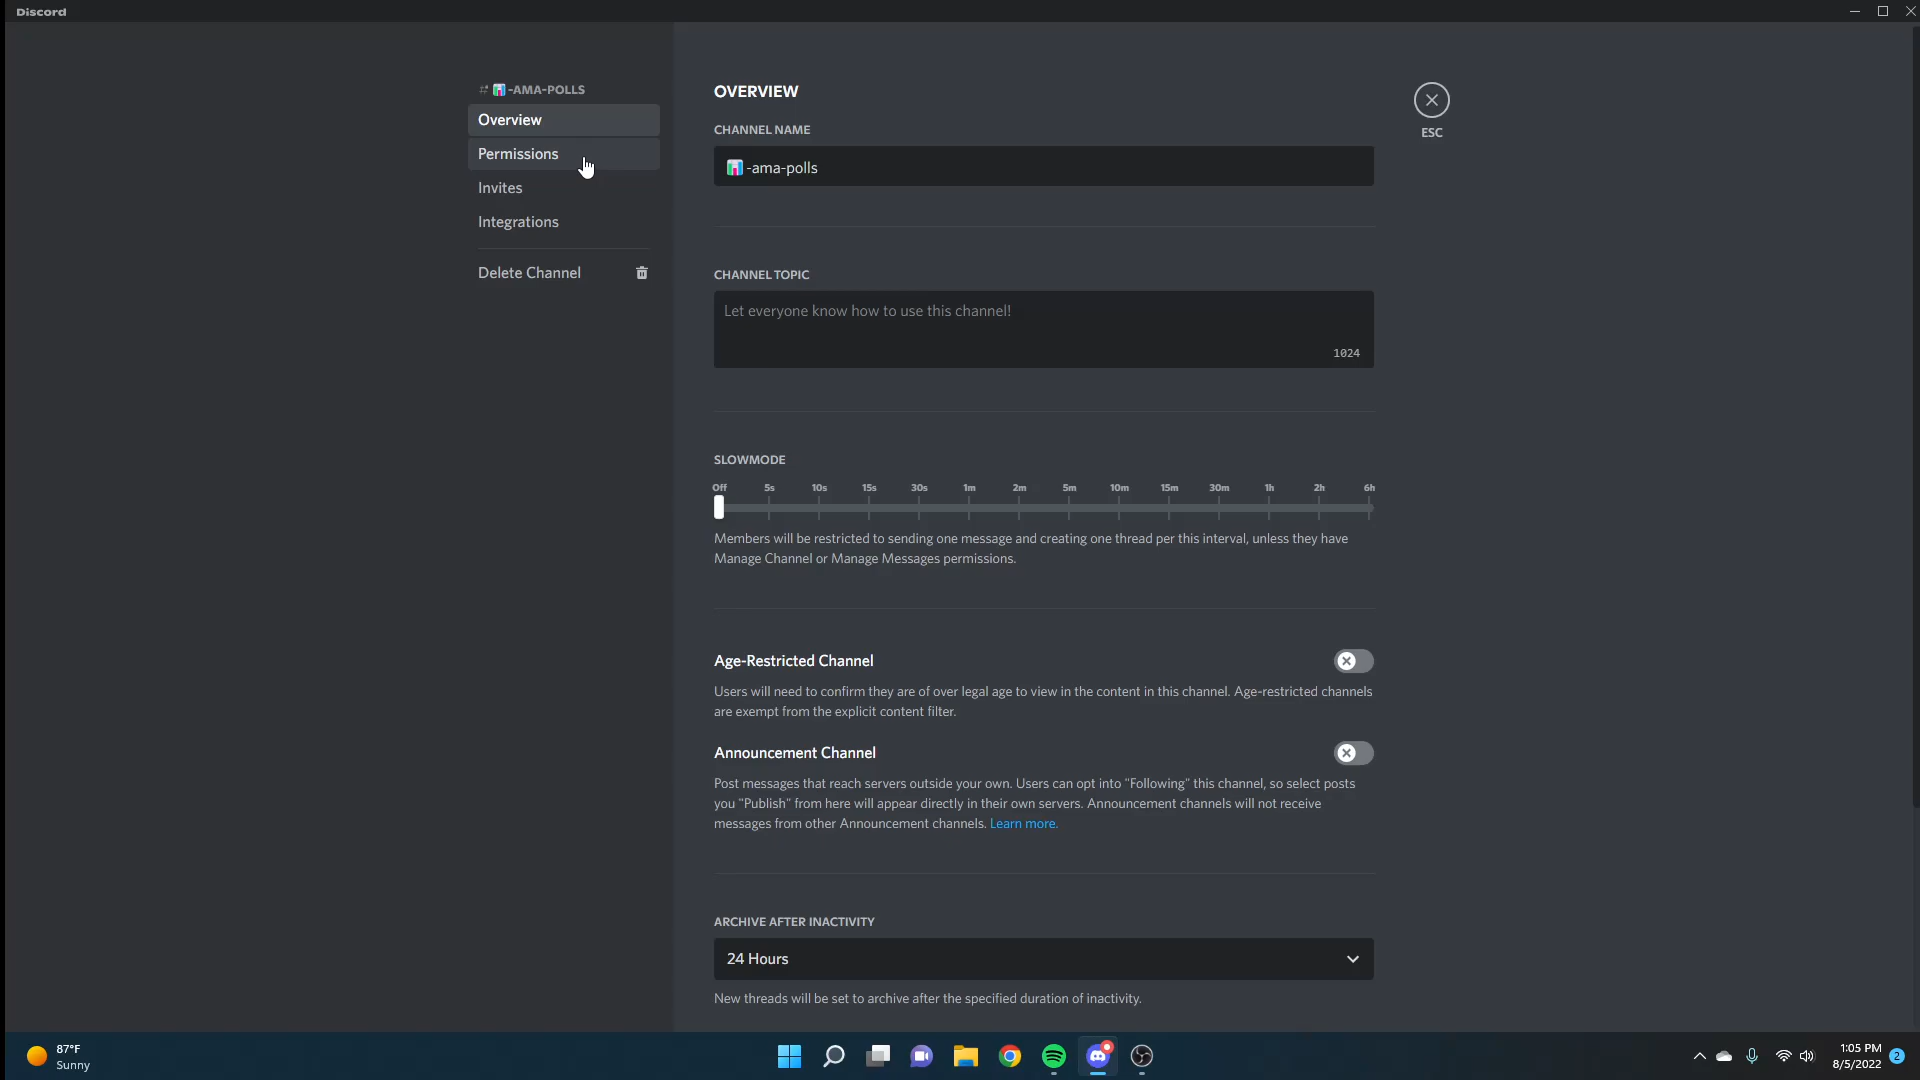 Discord
-AMA-POLLS
Overview
Permissions
Invites
Integrations
Delete Channel
OVERVIEW
CHANNEL NAME
-ama-polls
ESC
CHANNEL TOPIC
Let everyone know how to use this channel!
1024
SLOWMODE
Off 5s 10s 15s 30s 1m 2m 5m 10m 15m 30m 1h 2h 6h
Members will be restricted to sending one message and creating one thread per this interval, unless they have
Manage Channel or Manage Messages permissions.
Age-Restricted Channel
Users will need to confirm they are of over legal age to view in the content in this channel. Age-restricted channels
are exempt from the explicit content filter.
Announcement Channel
Post messages that reach servers outside your own. Users can opt into "Following" this channel, so select posts
you "Publish" from here will appear directly in their own servers. Announcement channels will not receive
messages from other Announcement channels. Learn more.
ARCHIVE AFTER INACTIVITY
24 Hours
New threads will be set to archive after the specified duration of inactivity.
87°F
Sunny
1:05 PM
8/5/2022
2